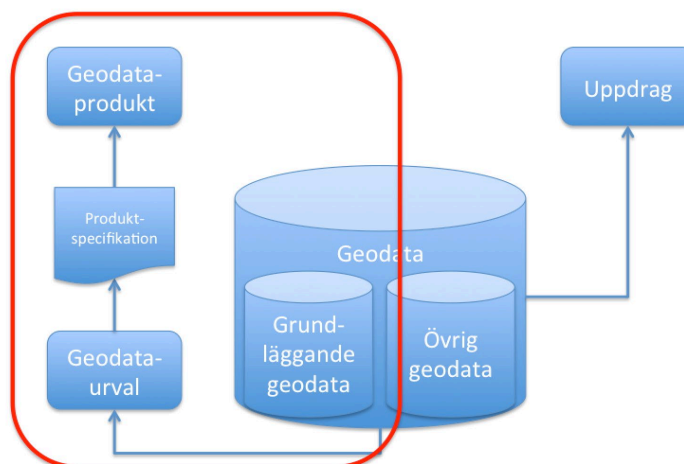 Geodata-
produkt
Uppdrag
Produkt-
specifikation
Geodata
Grund-
läggande
geodata
Övrig
geodata
Geodata-
urval